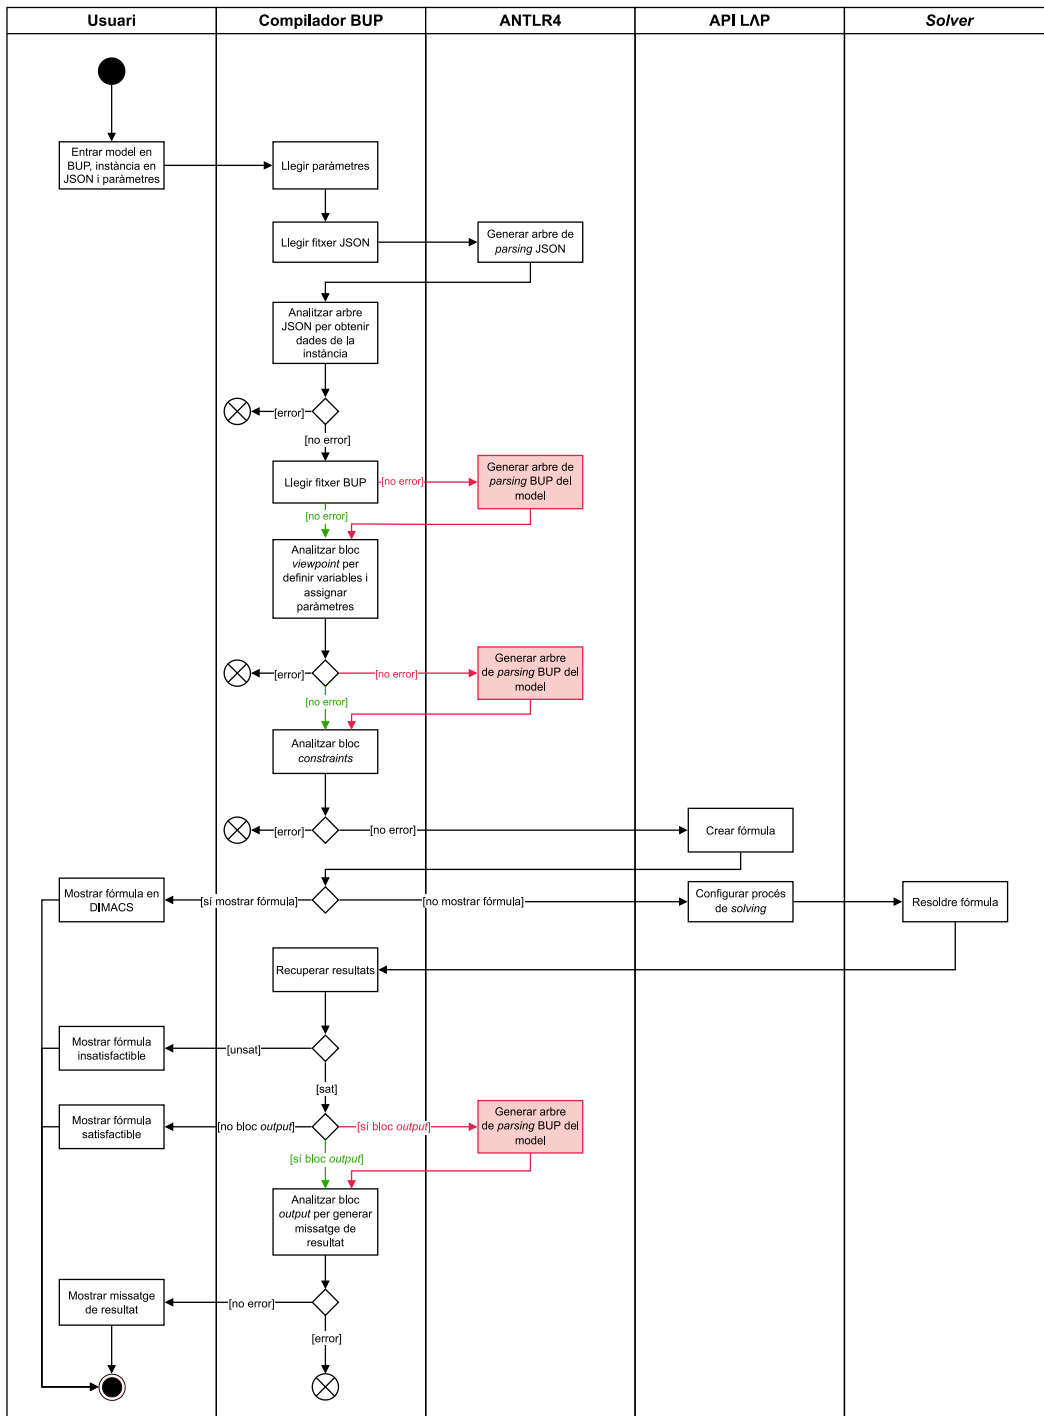 Usuari
Compilador BUP
ANTLR4
API LΛP
Solver
Entrar model en
BUP, instància en
JSON i paràmetres
Llegir paràmetres
Llegir fitxer JSON
Generar arbre de
parsing JSON
Analitzar arbre
JSON per obtenir
dades de la
instància
[error]
[no error]
Llegir fitxer BUP
[no error]
Generar arbre de
parsing BUP del
model
[no error]
Analitzar bloc
viewpoint per
definir variables i
assignar
paràmetres
[error]
[no error]
Generar arbre
de parsing BUP del
model
[no error]
Analitzar bloc
constraints
[error]
[no error]
Crear fórmula
Mostrar fórmula en
DIMACS
[sí mostrar fórmula]
[no mostrar fórmula]
Configurar procés
de solving
Resoldre fórmula
Recuperar resultats
Mostrar fórmula
insatisfactible
[unsat]
[sat]
Mostrar fórmula
satisfactible
[no bloc output]
[sí bloc output]
Generar arbre
de parsing BUP del
model
[sí bloc output]
Analitzar bloc
output per generar
missatge de
resultat
Mostrar missatge
de resultat
[no error]
[error]